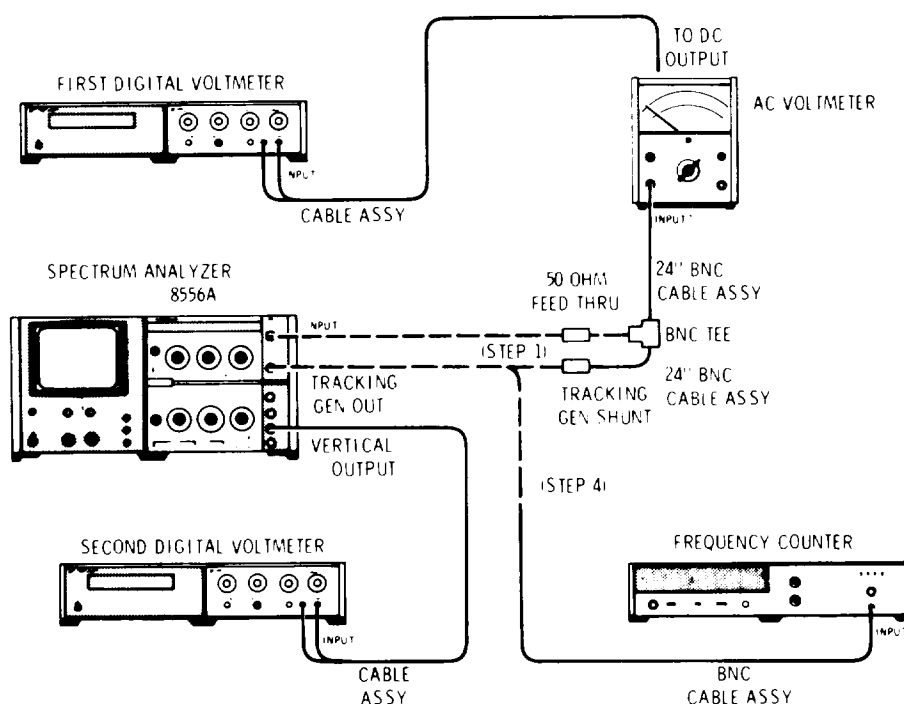 TO DC
OUTPUT
FIRST DIGITAL VOLTMETER
AC VOLTMETER
INPUT
CABLE ASSY
INPUT
SPECTRUM ANALYZER
8556A
50 OHM
FEED THRU
24" BNC
CABLE ASSY
INPUT
BNC TEE
(STEP 1)
TRACKING
GEN OUT
TRACKING
GEN SHUNT
24" BNC
CABLE ASSY
VERTICAL
OUTPUT
(STEP 4)
SECOND DIGITAL VOLTMETER
FREQUENCY COUNTER
INPUT
INPUT
CABLE
ASSY
BNC
CABLE ASSY